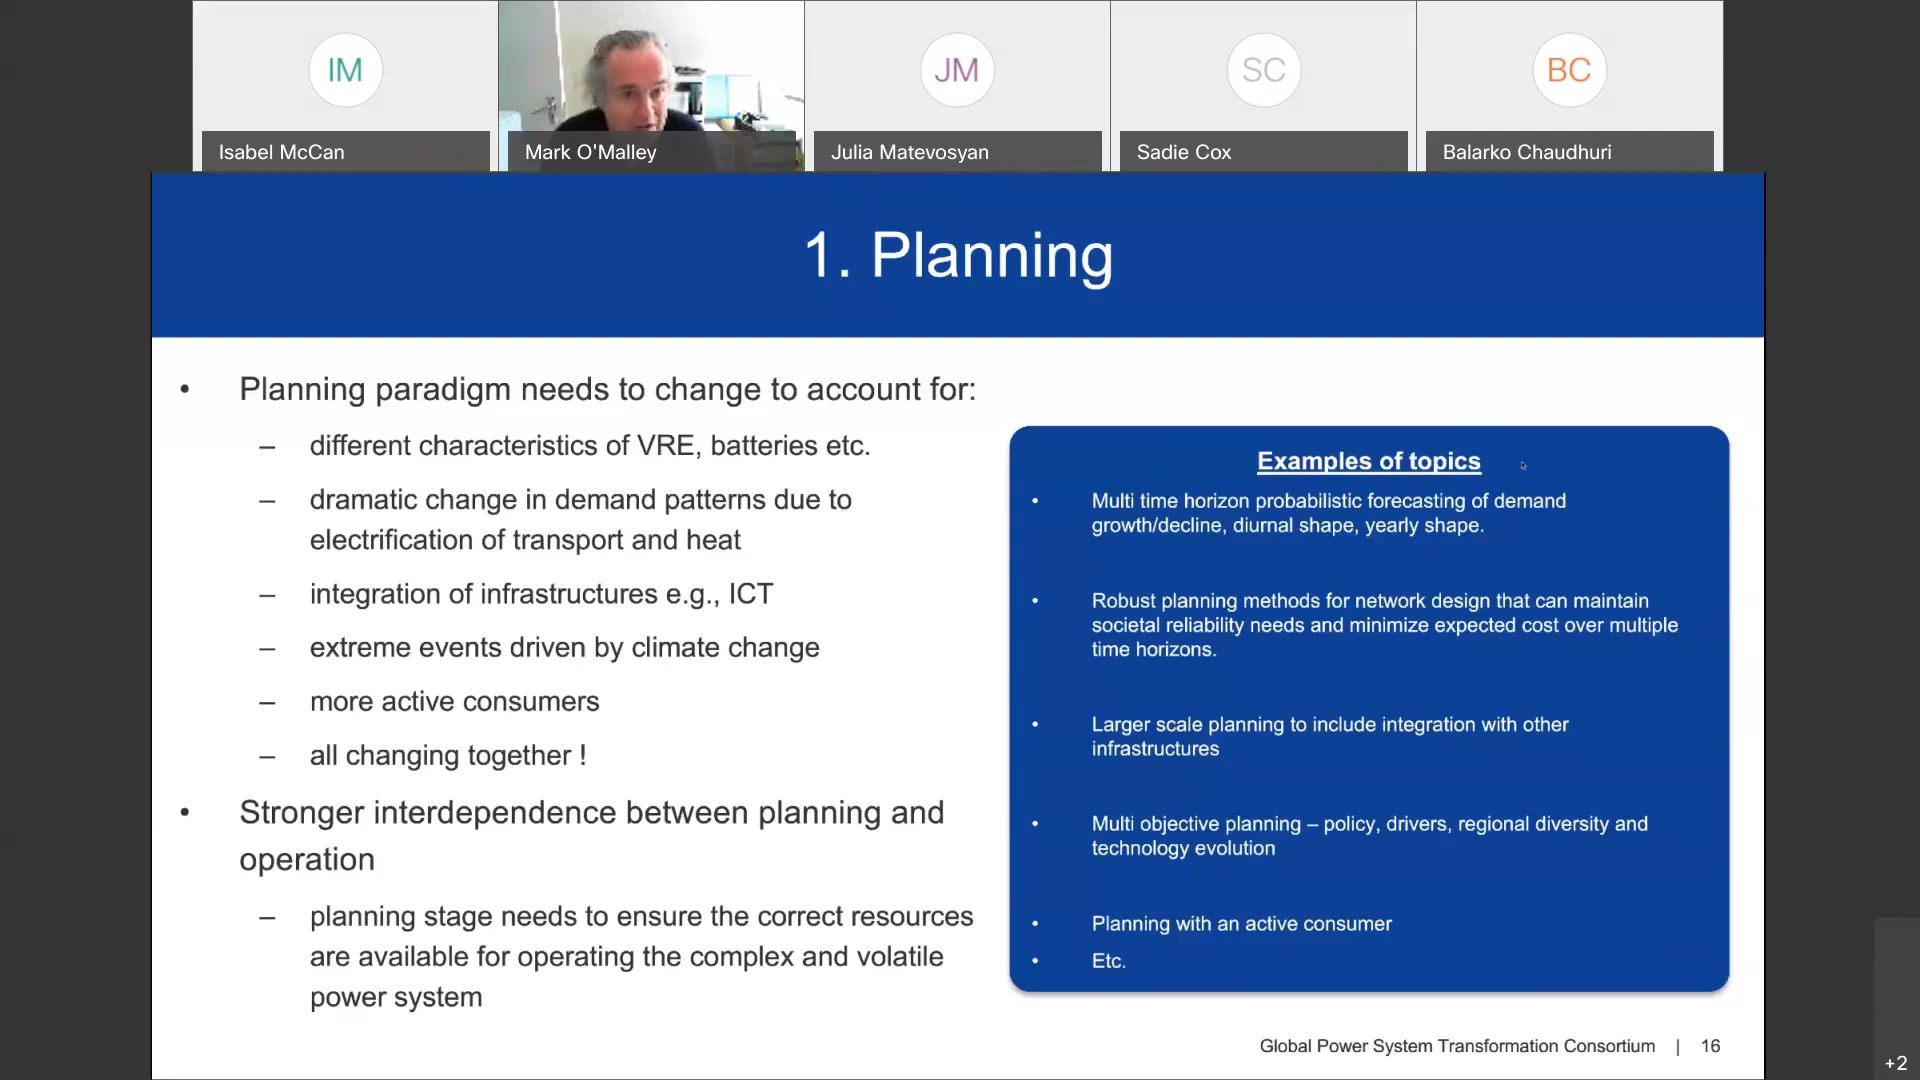 IM
JM
SC
BC
Isabel McCan
Mark O'Malley
Julia Matevosyan
Sadie Cox
Balarko Chaudhuri
1. Planning
• Planning paradigm needs to change to account for:
– different characteristics of VRE, batteries etc.
– dramatic change in demand patterns due to
electrification of transport and heat
– integration of infrastructures e.g., ICT
– extreme events driven by climate change
– more active consumers
– all changing together !
• Stronger interdependence between planning and
operation
– planning stage needs to ensure the correct resources
are available for operating the complex and volatile
power system
Examples of topics
• Multi time horizon probabilistic forecasting of demand
growth/decline, diurnal shape, yearly shape.
• Robust planning methods for network design that can maintain
societal reliability needs and minimize expected cost over multiple
time horizons.
• Larger scale planning to include integration with other
infrastructures
• Multi objective planning – policy, drivers, regional diversity and
technology evolution
• Planning with an active consumer
• Etc.
Global Power System Transformation Consortium | 16
+2